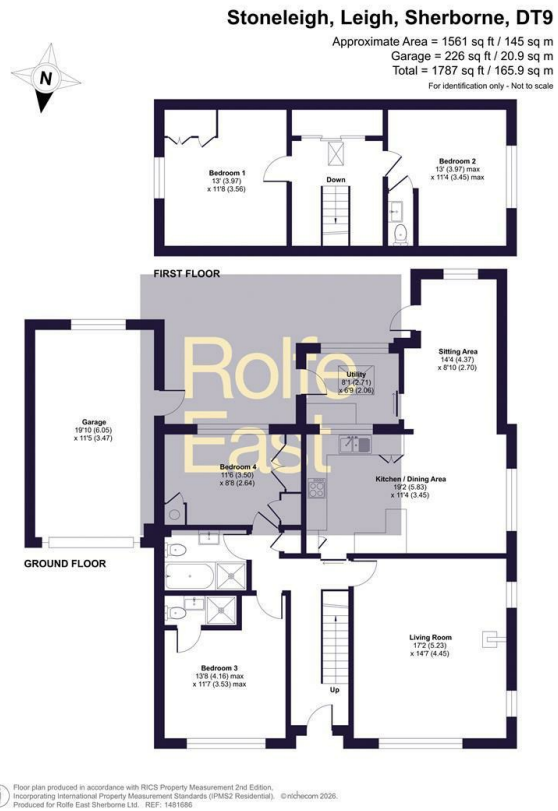 Stoneleigh, Leigh, Sherborne, DT9
Approximate Area = 1561 sq ft / 145 sq m
Garage = 226 sq ft / 20.9 sq m
Total = 1787 sq ft / 165.9 sq m
For identification only - Not to scale
N
Bedroom 1
13' (3.97)
x 11'8 (3.56)
Down
Bedroom 2
13' (3.97) max
x 11'4 (3.45) max
FIRST FLOOR
Rolfe
East
Sitting Area
14'4 (4.37)
x 8'10 (2.70)
Utility
8'1 (2.71)
x 6'9 (2.06)
Garage
19'10 (6.05)
x 11'5 (3.47)
Bedroom 4
11'6 (3.50)
x 8'8 (2.64)
Kitchen / Dining Area
19'2 (5.83)
x 11'4 (3.45)
GROUND FLOOR
Living Room
17'2 (5.23)
x 14'7 (4.45)
Bedroom 3
13'8 (4.16) max
x 11'7 (3.53) max
Up
Floor plan produced in accordance with RICS Property Measurement 2nd Edition,
Incorporating International Property Measurement Standards (IPMS2 Residential). ©nichecom 2026.
Produced for Rolfe East Sherborne Ltd. REF: 1481686